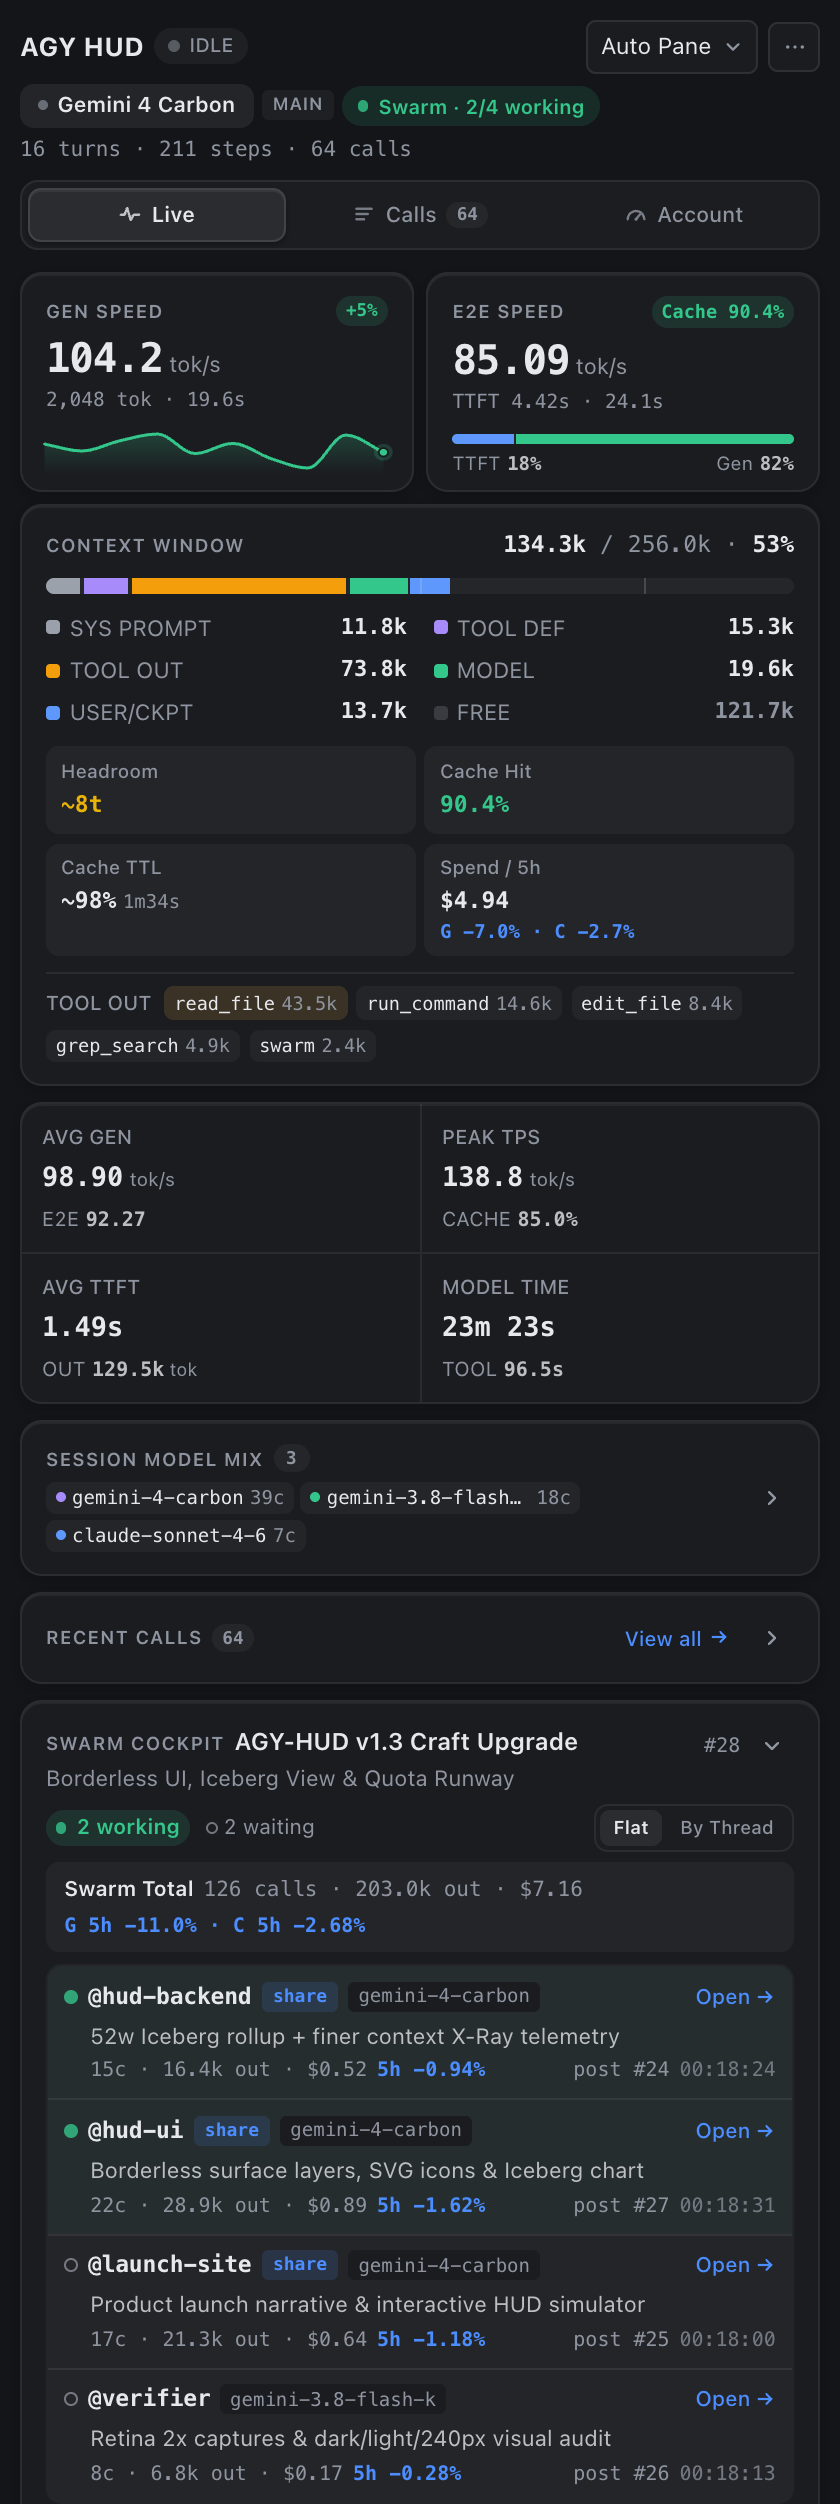 AGY HUD IDLE Auto Pane ···
Gemini 4 Carbon MAIN Swarm · 2/4 working
16 turns · 211 steps · 64 calls
Live Calls 64 Account
GEN SPEED +5%
104.2 tok/s
2,048 tok · 19.6s
E2E SPEED Cache 90.4%
85.09 tok/s
TTFT 4.42s · 24.1s
TTFT 18% Gen 82%
CONTEXT WINDOW 134.3k / 256.0k · 53%
SYS PROMPT 11.8k TOOL DEF 15.3k
TOOL OUT 73.8k MODEL 19.6k
USER/CKPT 13.7k FREE 121.7k
Headroom
~8t
Cache Hit
90.4%
Cache TTL
~98% 1m34s
Spend / 5h
$4.94
G −7.0% · C −2.7%
TOOL OUT read_file 43.5k run_command 14.6k edit_file 8.4k
grep_search 4.9k swarm 2.4k
AVG GEN
98.90 tok/s
E2E 92.27
PEAK TPS
138.8 tok/s
CACHE 85.0%
AVG TTFT
1.49s
OUT 129.5k tok
MODEL TIME
23m 23s
TOOL 96.5s
SESSION MODEL MIX 3
gemini-4-carbon 39c gemini-3.8-flash… 18c
claude-sonnet-4-6 7c
RECENT CALLS 64 View all →
SWARM COCKPIT AGY-HUD v1.3 Craft Upgrade #28
Borderless UI, Iceberg View & Quota Runway
2 working 2 waiting Flat By Thread
Swarm Total 126 calls · 203.0k out · $7.16
G 5h −11.0% · C 5h −2.68%
@hud-backend share gemini-4-carbon Open →
52w Iceberg rollup + finer context X-Ray telemetry
15c · 16.4k out · $0.52 5h −0.94% post #24 00:18:24
@hud-ui share gemini-4-carbon Open →
Borderless surface layers, SVG icons & Iceberg chart
22c · 28.9k out · $0.89 5h −1.62% post #27 00:18:31
@launch-site share gemini-4-carbon Open →
Product launch narrative & interactive HUD simulator
17c · 21.3k out · $0.64 5h −1.18% post #25 00:18:00
@verifier gemini-3.8-flash-k Open →
Retina 2x captures & dark/light/240px visual audit
8c · 6.8k out · $0.17 5h −0.28% post #26 00:18:13